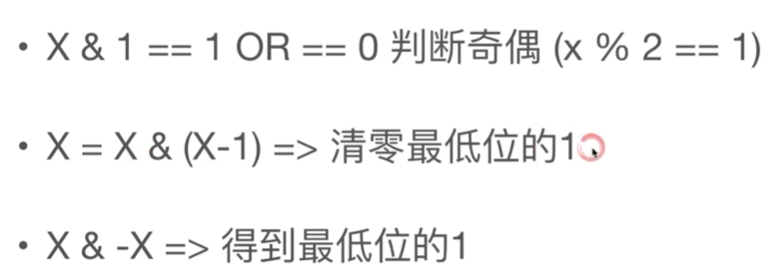 • X & 1 == 1 OR == 0 判断奇偶 (x % 2 == 1)
• X = X & (X-1) => 清零最低位的1
• X & -X => 得到最低位的1